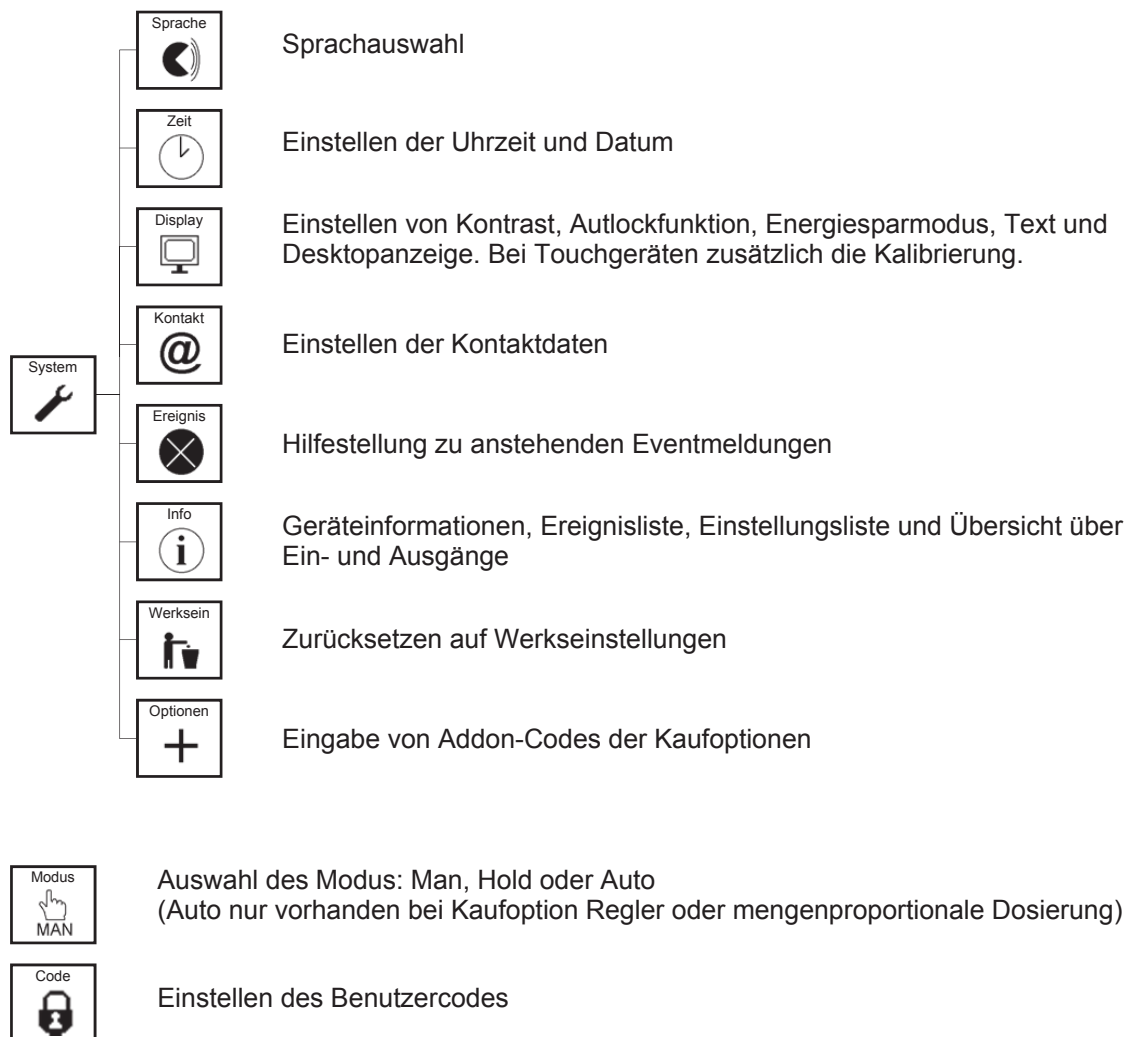 Sprache
Sprachauswahl
Zeit
Einstellen der Uhrzeit und Datum
Display
Einstellen von Kontrast, Autlockfunktion, Energiesparmodus, Text und
Desktopanzeige. Bei Touchgeräten zusätzlich die Kalibrierung.
Kontakt
@
Einstellen der Kontaktdaten
System
Ereignis
Hilfestellung zu anstehenden Eventmeldungen
Info
i
Geräteinformationen, Ereignisliste, Einstellungsliste und Übersicht über
Ein- und Ausgänge
Werksein
Zurücksetzen auf Werkseinstellungen
Optionen
+
Eingabe von Addon-Codes der Kaufoptionen
Modus
MAN
Auswahl des Modus: Man, Hold oder Auto
(Auto nur vorhanden bei Kaufoption Regler oder mengenproportionale Dosierung)
Code
Einstellen des Benutzercodes